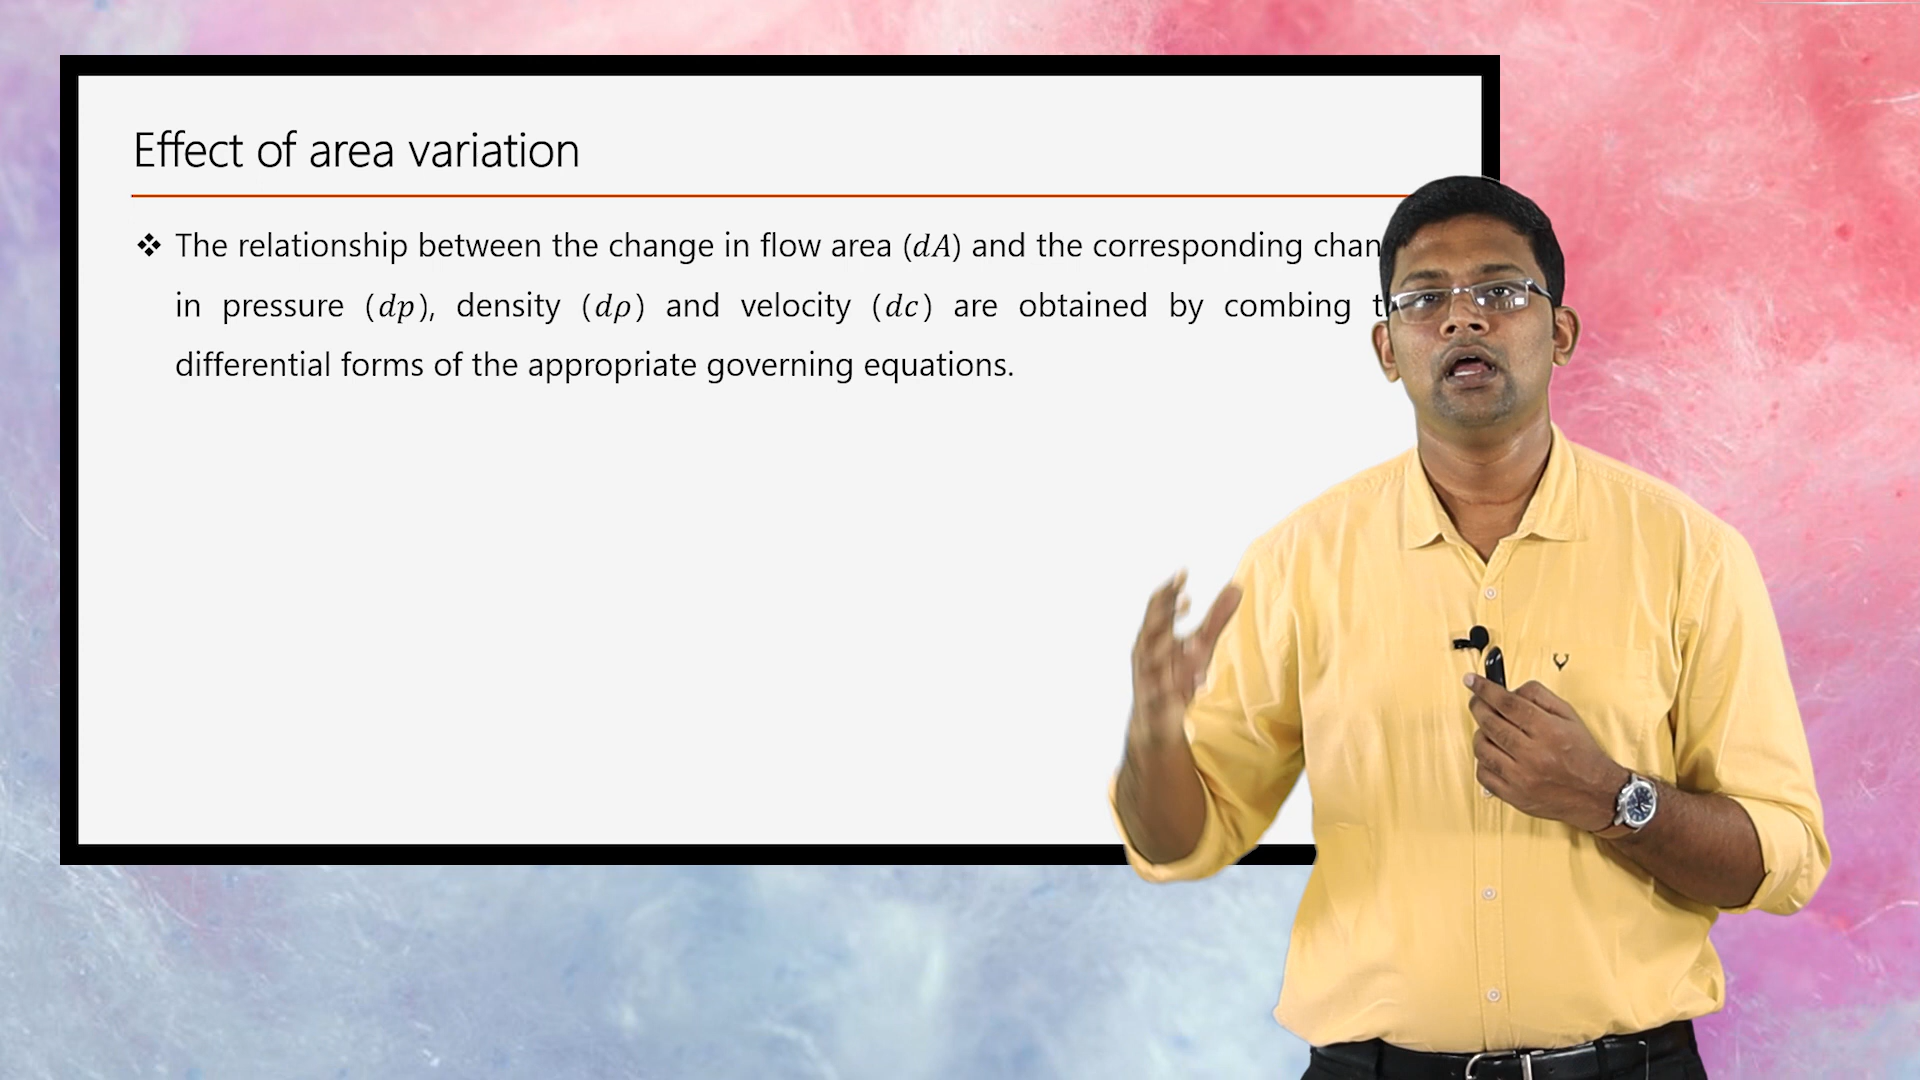 Effect of area variation
❖ The relationship between the change in flow area (dA) and the corresponding
in pressure (dp), density (dρ) and velocity (dc) are obtained by combing
differential forms of the appropriate governing equations.